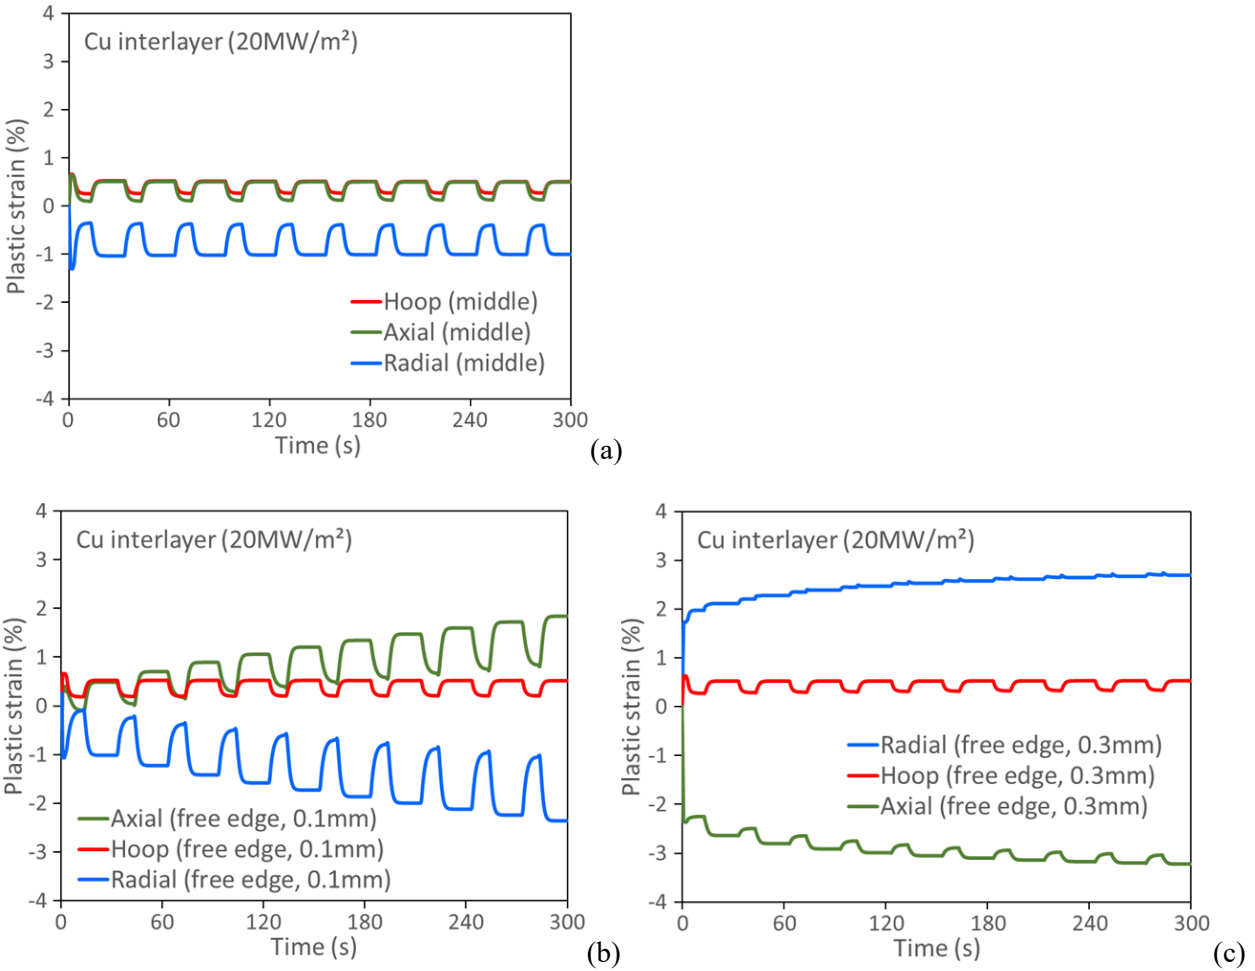 4
Cu interlayer (20MW/m²)
3
2
1
0
-1
-2
-3
-4
Plastic strain (%)
Hoop (middle)
Axial (middle)
Radial (middle)
0 60 120 180 240 300
Time (s)
(a)
4
Cu interlayer (20MW/m²)
3
2
1
0
-1
-2
-3
-4
Plastic strain (%)
Axial (free edge, 0.1mm)
Hoop (free edge, 0.1mm)
Radial (free edge, 0.1mm)
0 60 120 180 240 300
Time (s)
(b)
4
Cu interlayer (20MW/m²)
3
2
1
0
-1
-2
-3
-4
Plastic strain (%)
Radial (free edge, 0.3mm)
Hoop (free edge, 0.3mm)
Axial (free edge, 0.3mm)
0 60 120 180 240 300
Time (s)
(c)